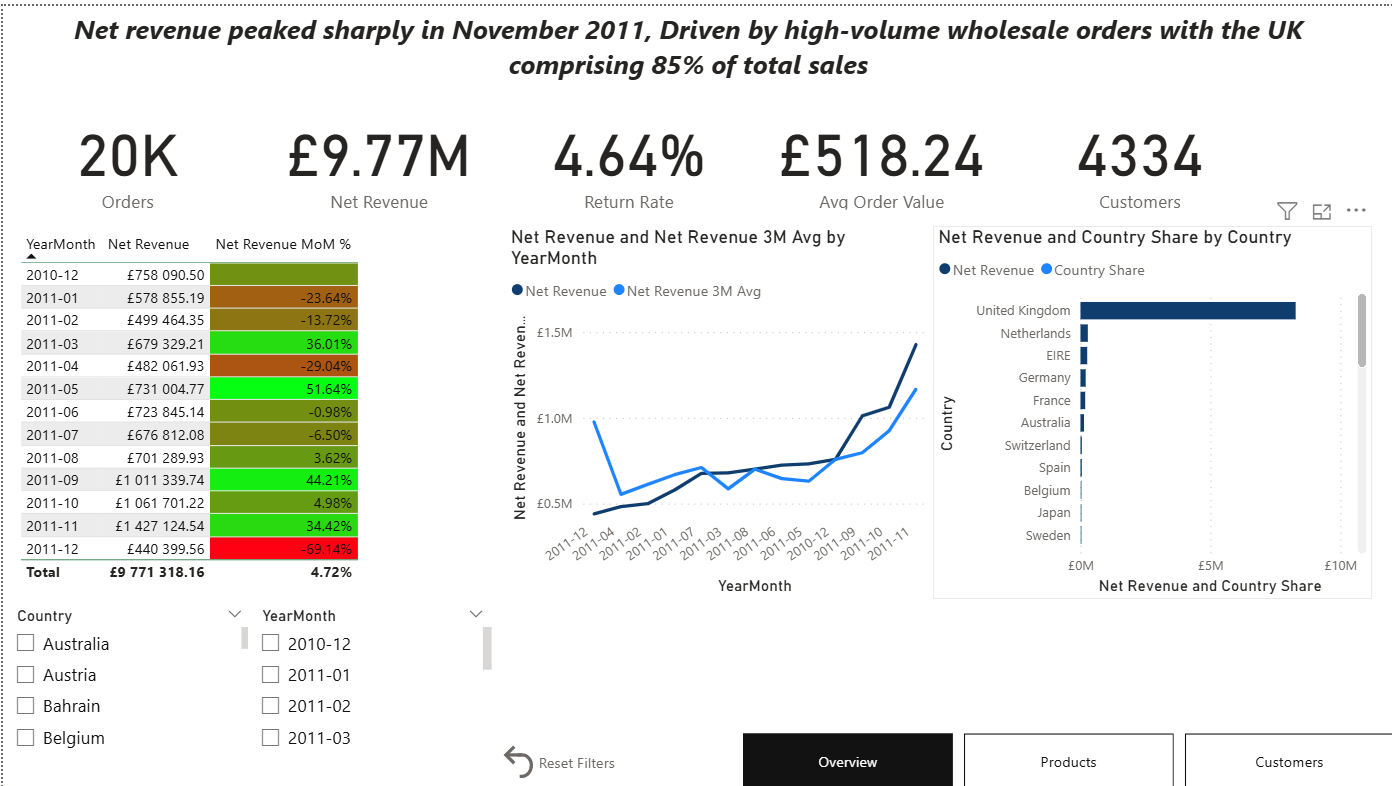 Net revenue peaked sharply in November 2011, Driven by high-volume wholesale orders with the UK
comprising 85% of total sales
20K
Orders
£9.77M
Net Revenue
4.64%
Return Rate
£518.24
Avg Order Value
4334
Customers
YearMonth Net Revenue Net Revenue MoM %
2010-12 £758 090.50
2011-01 £578 855.19 -23.64%
2011-02 £499 464.35 -13.72%
2011-03 £679 329.21 36.01%
2011-04 £482 061.93 -29.04%
2011-05 £731 004.77 51.64%
2011-06 £723 845.14 -0.98%
2011-07 £676 812.08 -6.50%
2011-08 £701 289.93 3.62%
2011-09 £1 011 339.74 44.21%
2011-10 £1 061 701.22 4.98%
2011-11 £1 427 124.54 34.42%
2011-12 £440 399.56 -69.14%
Total £9 771 318.16 4.72%
Net Revenue and Net Revenue 3M Avg by
YearMonth
Net Revenue Net Revenue 3M Avg
Net Revenue and Net Reven...
£1.5M
£1.0M
£0.5M
2011-12 2011-04 2011-02 2011-01 2011-07 2011-03 2011-08 2011-06 2011-05 2010-12 2011-09 2011-10 2011-11
YearMonth
Net Revenue and Country Share by Country
Net Revenue Country Share
Country
United Kingdom
Netherlands
EIRE
Germany
France
Australia
Switzerland
Spain
Belgium
Japan
Sweden
£0M £5M £10M
Net Revenue and Country Share
Country
Australia
Austria
Bahrain
Belgium
YearMonth
2010-12
2011-01
2011-02
2011-03
Reset Filters
Overview
Products
Customers